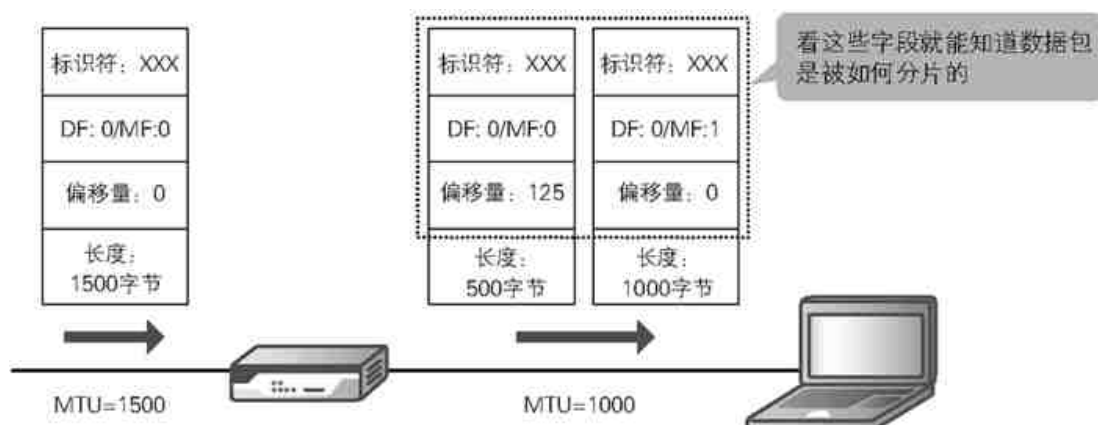 标识符：XXX
DF: 0/MF:0
偏移量：0
长度：
1500字节
标识符：XXX
DF: 0/MF:0
偏移量：125
长度：
500字节
标识符：XXX
DF: 0/MF:1
偏移量：0
长度：
1000字节
看这些字段就能知道数据包
是被如何分片的
MTU=1500
MTU=1000